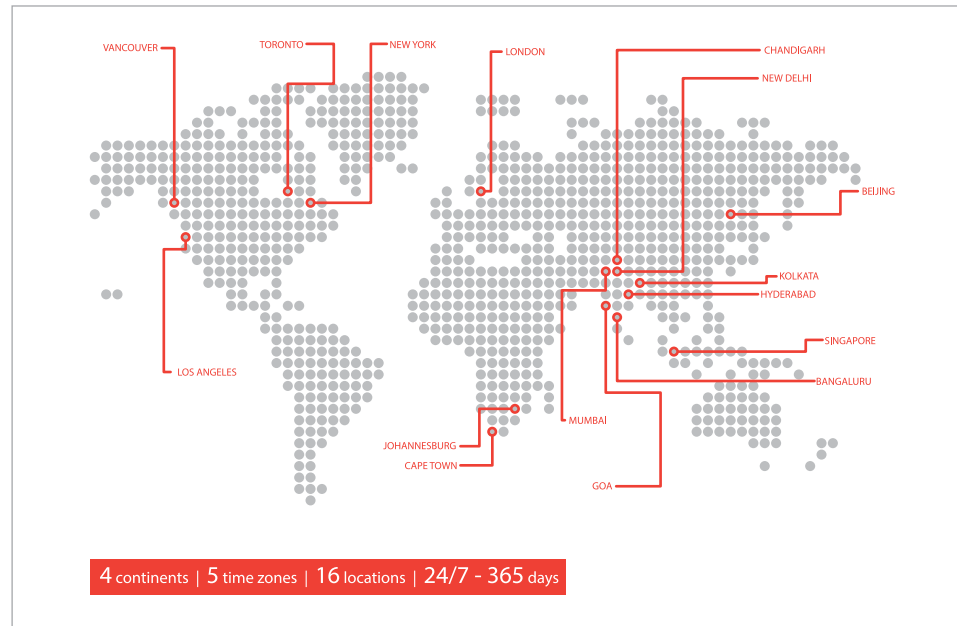 VANCOUVER
TORONTO
NEW YORK
LONDON
CHANDIGARH
NEW DELHI
BEIJING
KOLKATA
HYDERABAD
SINGAPORE
LOS ANGELES
BANGALURU
MUMBAI
JOHANNESBURG
CAPE TOWN
GOA
4 continents | 5 time zones | 16 locations | 24/7 - 365 days